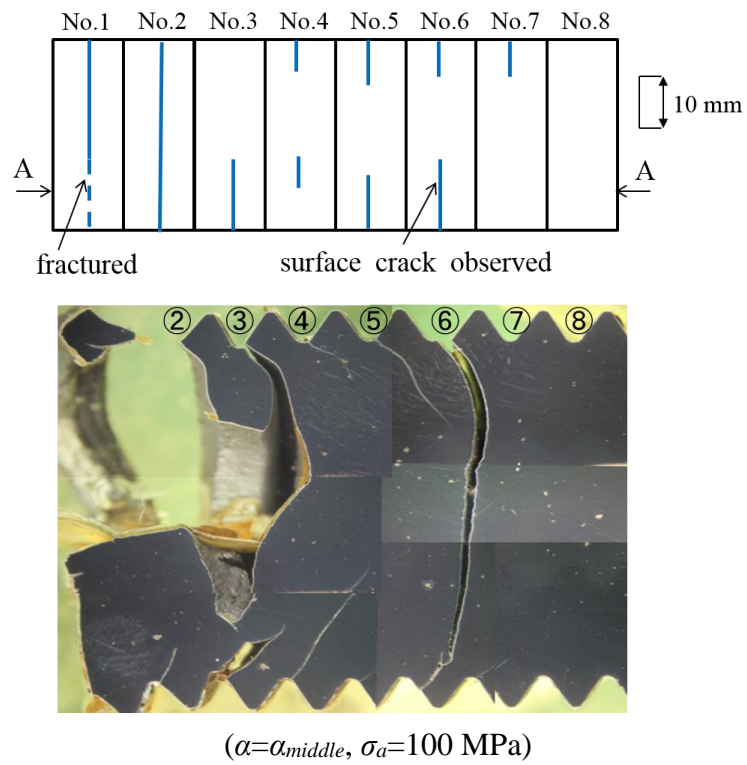 No.1 No.2 No.3 No.4 No.5 No.6 No.7 No.8
10 mm
A A
fractured surface crack observed
② ③ ④ ⑤ ⑥ ⑦ ⑧
(α=αmiddle, σa=100 MPa)